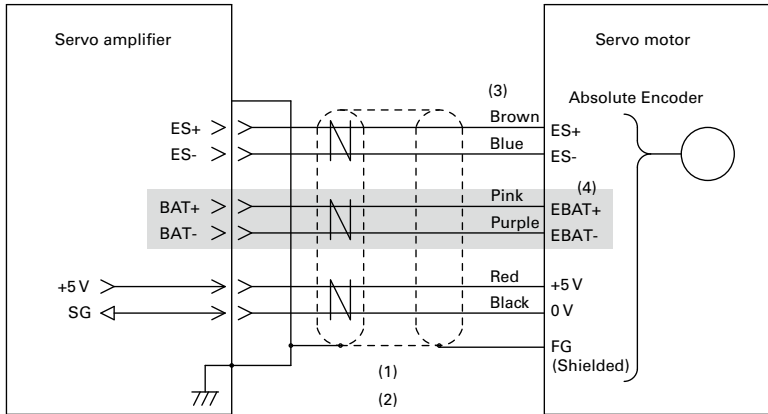 Servo amplifier
Servo motor
(3)
Absolute Encoder
ES+
Brown
ES+
ES-
Blue
ES-
(4)
BAT+
Pink
EBAT+
BAT-
Purple
EBAT-
+5 V
Red
+5 V
SG
Black
0 V
FG
(Shielded)
(1)
(2)